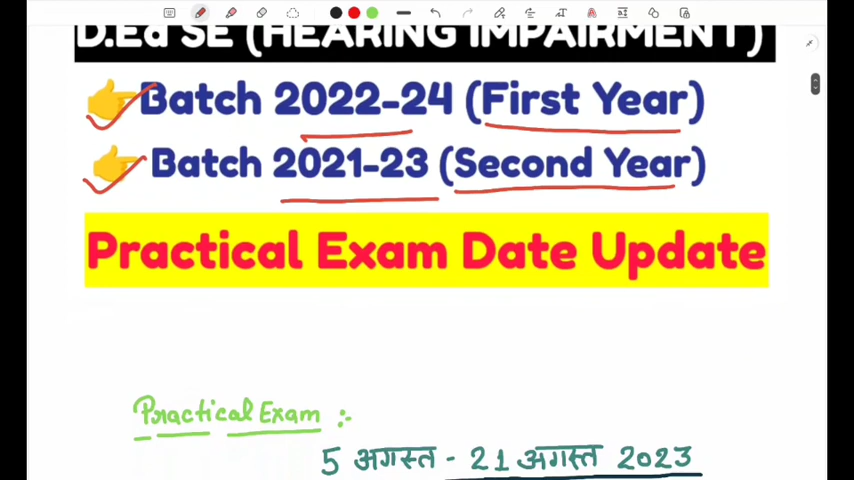 D.Ed SE (HEARING IMPAIRMENT)
Batch 2022-24 (First Year)
Batch 2021-23 (Second Year)
Practical Exam Date Update
Practical Exam :-
5 अगस्त - 21 अगस्त 2023